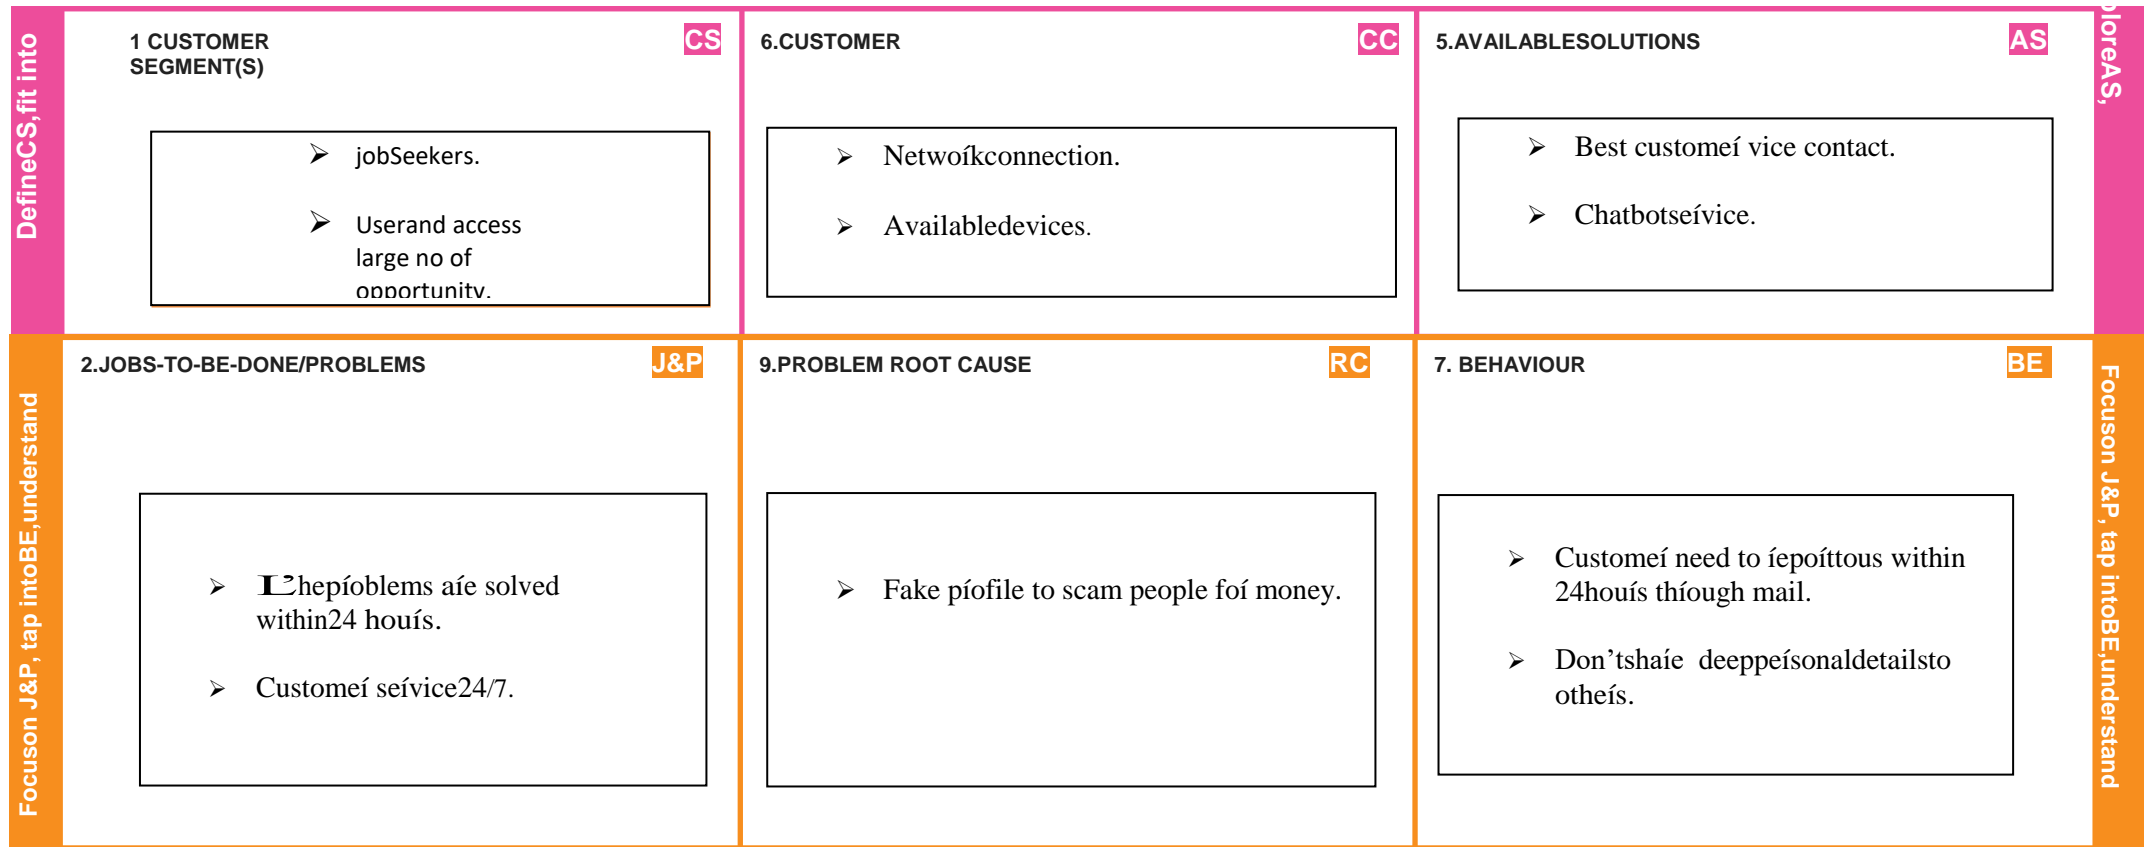 DefineCS,fit into
1 CUSTOMER
SEGMENT(S)
CS
jobSeekers.
Userand access
large no of
opportunity.
6.CUSTOMER
CC
Netwoíkconnection.
Availabledevices.
5.AVAILABLESOLUTIONS
AS
Best customeí vice contact.
Chatbotseívice.
ploreAS,
Focuson J&P, tap intoBE,understand
2.JOBS-TO-BE-DONE/PROBLEMS
J&P
L'hepíoblems aíe solved
within24 houís.
Customeí seívice24/7.
9.PROBLEM ROOT CAUSE
RC
Fake píofile to scam people foí money.
7. BEHAVIOUR
BE
Customeí need to íepoíttous within
24houís thíough mail.
Don’tshaíe deeppeísonaldetailsto
otheís.
Focuson J&P, tap intoBE,understand